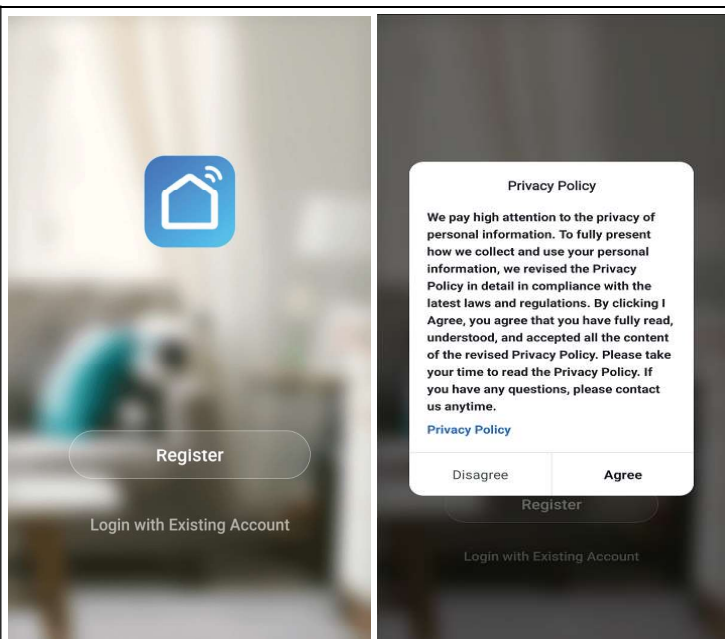 Register
Login with Existing Account
Privacy Policy
We pay high attention to the privacy of
personal information. To fully present
how we collect and use your personal
information, we revised the Privacy
Policy in detail in compliance with the
latest laws and regulations. By clicking I
Agree, you agree that you have fully read,
understood, and accepted all the content
of the revised Privacy Policy. Please take
your time to read the Privacy Policy. If
you have any questions, please contact
us anytime.
Privacy Policy
Disagree Agree
Register
Login with Existing Account